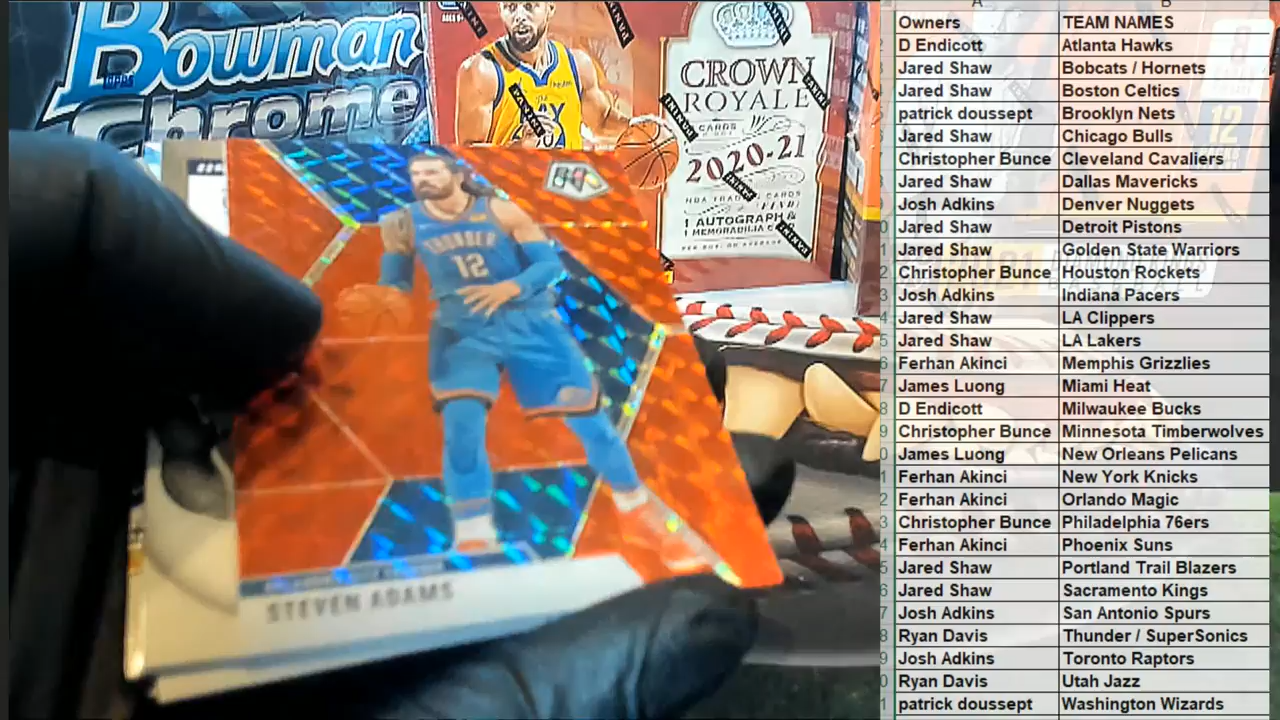 Bowman
Chrome
TOPPS
CROWN
ROYALE
CARDS
2020-21
NBA TRADING CARDS
1 AUTOGRAPH &
1 MEMORABILIA
PANINI
THUNDER
12
STEVEN ADAMS
A B
Owners TEAM NAMES
D Endicott Atlanta Hawks
Jared Shaw Bobcats / Hornets
Jared Shaw Boston Celtics
patrick doussept Brooklyn Nets
Jared Shaw Chicago Bulls
Christopher Bunce Cleveland Cavaliers
Jared Shaw Dallas Mavericks
Josh Adkins Denver Nuggets
Jared Shaw Detroit Pistons
Jared Shaw Golden State Warriors
Christopher Bunce Houston Rockets
Josh Adkins Indiana Pacers
Jared Shaw LA Clippers
Jared Shaw LA Lakers
Ferhan Akinci Memphis Grizzlies
James Luong Miami Heat
D Endicott Milwaukee Bucks
Christopher Bunce Minnesota Timberwolves
James Luong New Orleans Pelicans
Ferhan Akinci New York Knicks
Ferhan Akinci Orlando Magic
Christopher Bunce Philadelphia 76ers
Ferhan Akinci Phoenix Suns
Jared Shaw Portland Trail Blazers
Jared Shaw Sacramento Kings
Josh Adkins San Antonio Spurs
Ryan Davis Thunder / SuperSonics
Josh Adkins Toronto Raptors
Ryan Davis Utah Jazz
patrick doussept Washington Wizards